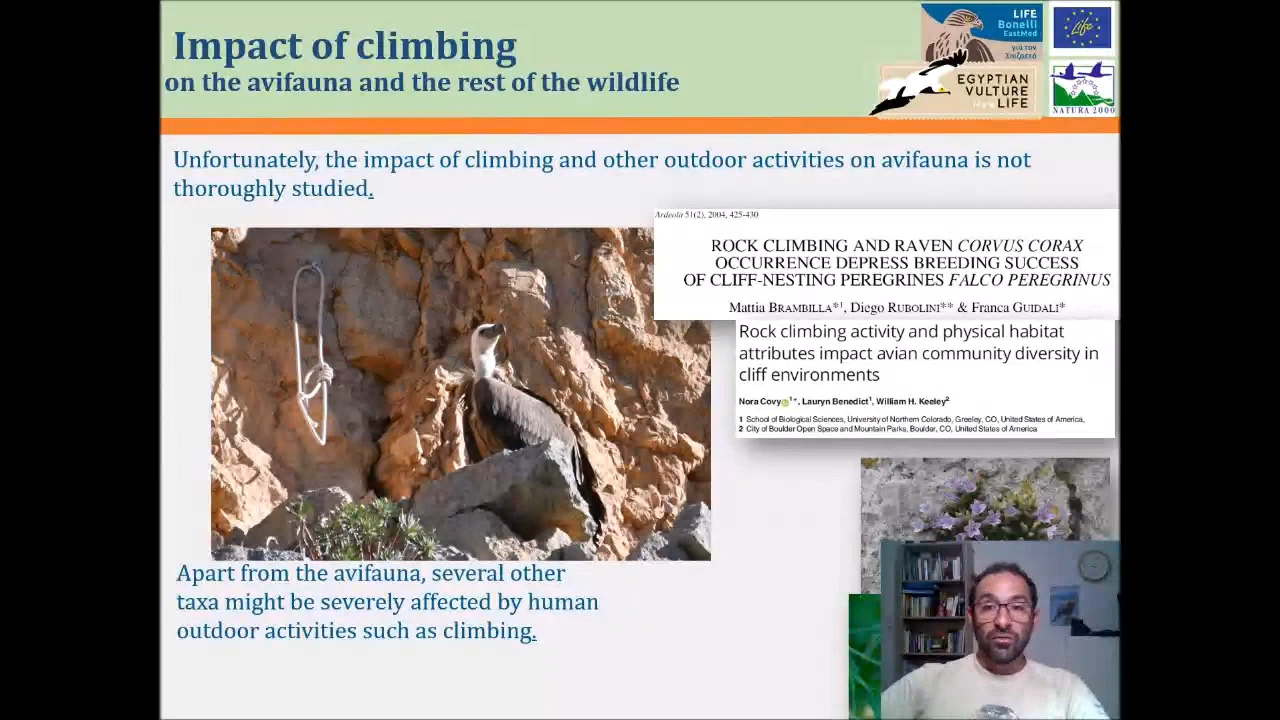 Impact of climbing
on the avifauna and the rest of the wildlife
LIFE
Bonelli
EastMed
για τον
Σπιζαετό
EGYPTIAN
VULTURE
LIFE
Life
NATURA 2000
Unfortunately, the impact of climbing and other outdoor activities on avifauna is not
thoroughly studied.
Ardeola 51(2), 2004, 425-430
ROCK CLIMBING AND RAVEN CORVUS CORAX
OCCURRENCE DEPRESS BREEDING SUCCESS
OF CLIFF-NESTING PEREGRINES FALCO PEREGRINUS
Mattia BRAMBILLA*¹, Diego RUBOLINI** & Franca GUIDALI*
Rock climbing activity and physical habitat
attributes impact avian community diversity in
cliff environments
Nora Covy¹*, Lauryn Benedict¹, William H. Keeley²
1 School of Biological Sciences, University of Northern Colorado, Greeley, CO, United States of America,
2 City of Boulder Open Space and Mountain Parks, Boulder, CO, United States of America
Apart from the avifauna, several other
taxa might be severely affected by human
outdoor activities such as climbing.